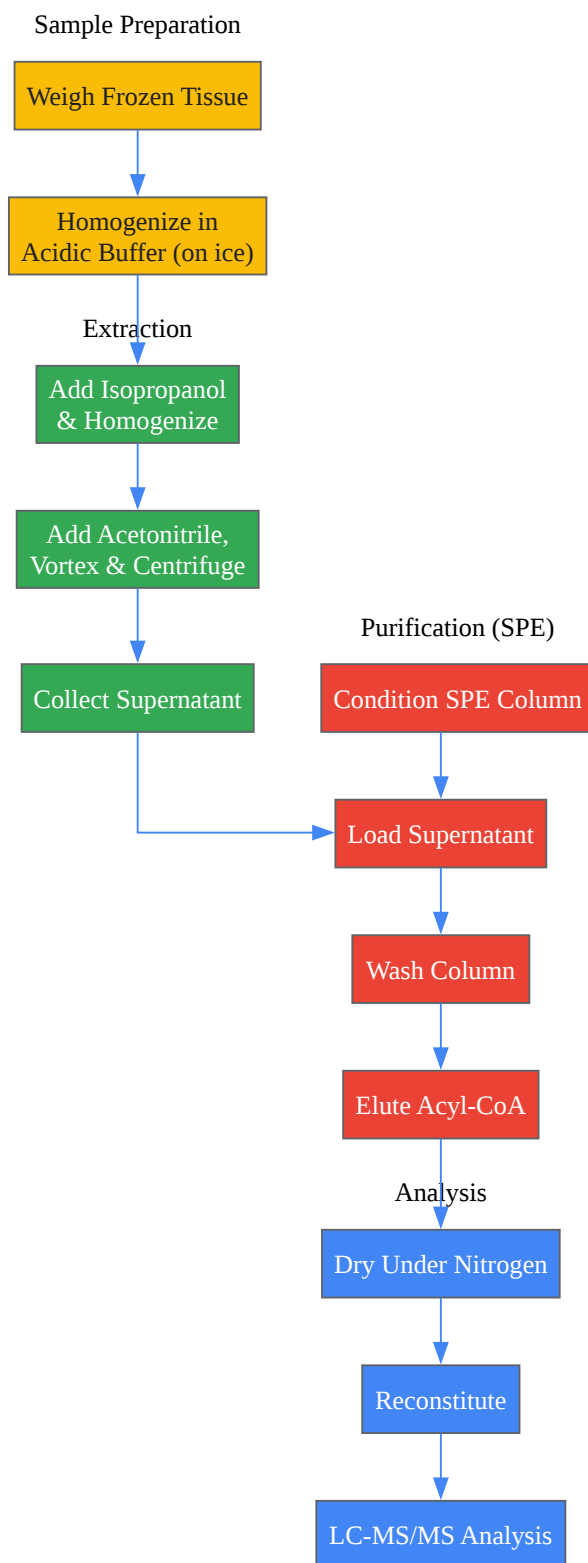 Sample Preparation
Weigh Frozen Tissue
Homogenize in
Acidic Buffer (on ice)
Extraction
Add Isopropanol
& Homogenize
Add Acetonitrile,
Vortex & Centrifuge
Collect Supernatant
Purification (SPE)
Condition SPE Column
Load Supernatant
Wash Column
Elute Acyl-CoA
Analysis
Dry Under Nitrogen
Reconstitute
LC-MS/MS Analysis